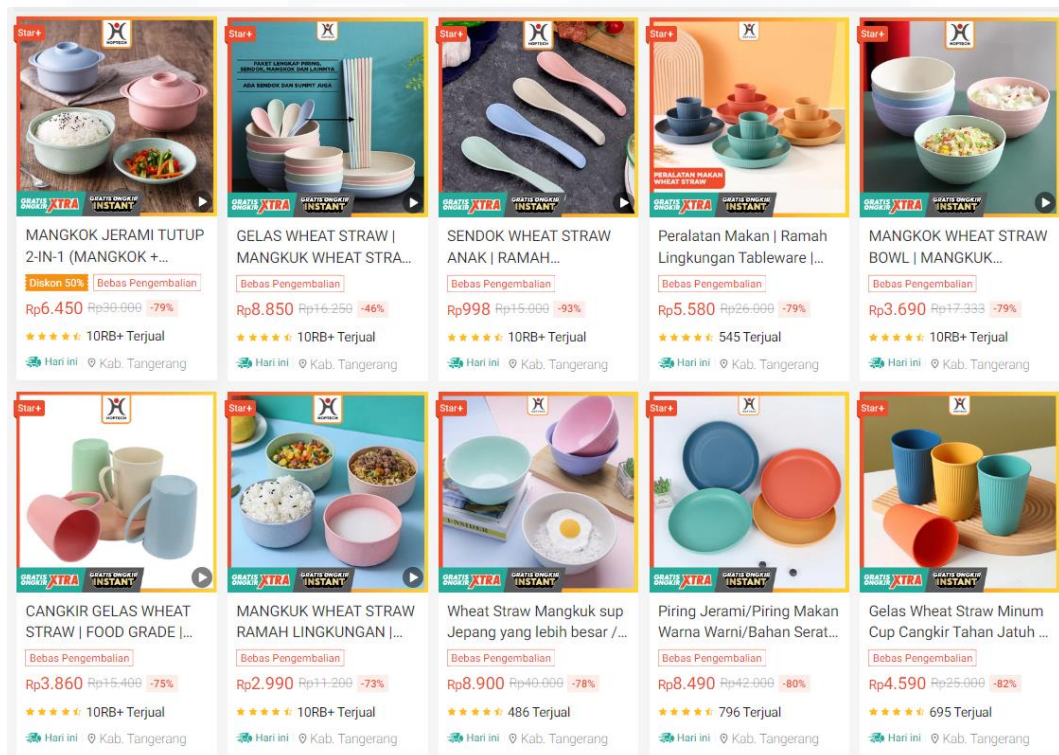 Star+
HOPTECH
GRATIS ONGKIR XTRA GRATIS ONGKIR INSTANT
MANGKOK JERAMI TUTUP
2-IN-1 (MANGKOK +...
Diskon 50% Bebas Pengembalian
Rp6.450 Rp30.000 -79%
10RB+ Terjual
Hari ini Kab. Tangerang
Star+
HOPTECH
PAKET LENGKAP PIRING,
SENDOK, MANGKOK DAN LAINNYA
ADA SENDOK DAN SUMPIT JUGA
GRATIS ONGKIR XTRA GRATIS ONGKIR INSTANT
GELAS WHEAT STRAW |
MANGKUK WHEAT STRA...
Bebas Pengembalian
Rp8.850 Rp16.250 -46%
10RB+ Terjual
Hari ini Kab. Tangerang
Star+
HOPTECH
GRATIS ONGKIR XTRA GRATIS ONGKIR INSTANT
SENDOK WHEAT STRAW
ANAK | RAMAH...
Bebas Pengembalian
Rp998 Rp15.000 -93%
10RB+ Terjual
Hari ini Kab. Tangerang
Star+
HOPTECH
PERALATAN MAKAN
WHEAT STRAW
GRATIS ONGKIR XTRA GRATIS ONGKIR INSTANT
Peralatan Makan | Ramah
Lingkungan Tableware |...
Bebas Pengembalian
Rp5.580 Rp26.000 -79%
545 Terjual
Hari ini Kab. Tangerang
Star+
HOPTECH
GRATIS ONGKIR XTRA GRATIS ONGKIR INSTANT
MANGKOK WHEAT STRAW
BOWL | MANGKUK...
Bebas Pengembalian
Rp3.690 Rp17.333 -79%
10RB+ Terjual
Hari ini Kab. Tangerang
Star+
HOPTECH
GRATIS ONGKIR XTRA GRATIS ONGKIR INSTANT
CANGKIR GELAS WHEAT
STRAW | FOOD GRADE |...
Bebas Pengembalian
Rp3.860 Rp15.400 -75%
10RB+ Terjual
Hari ini Kab. Tangerang
Star+
HOPTECH
GRATIS ONGKIR XTRA GRATIS ONGKIR INSTANT
MANGKUK WHEAT STRAW
RAMAH LINGKUNGAN |...
Bebas Pengembalian
Rp2.990 Rp11.200 -73%
10RB+ Terjual
Hari ini Kab. Tangerang
Star+
HOPTECH
GRATIS ONGKIR XTRA GRATIS ONGKIR INSTANT
Wheat Straw Mangkuk sup
Jepang yang lebih besar /...
Bebas Pengembalian
Rp8.900 Rp40.000 -78%
486 Terjual
Hari ini Kab. Tangerang
Star+
HOPTECH
GRATIS ONGKIR XTRA GRATIS ONGKIR INSTANT
Piring Jerami/Piring Makan
Warna Warni/Bahan Serat...
Bebas Pengembalian
Rp8.490 Rp42.000 -80%
796 Terjual
Hari ini Kab. Tangerang
Star+
HOPTECH
GRATIS ONGKIR XTRA GRATIS ONGKIR INSTANT
Gelas Wheat Straw Minum
Cup Cangkir Tahan Jatuh ...
Bebas Pengembalian
Rp4.590 Rp25.000 -82%
695 Terjual
Hari ini Kab. Tangerang